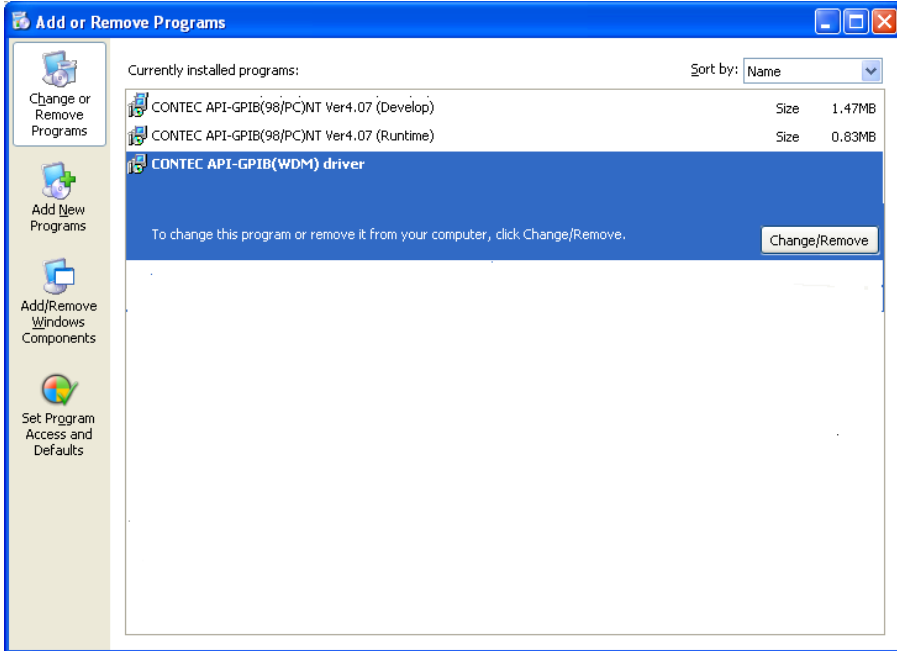 Add or Remove Programs
Change or
Remove
Programs
Add New
Programs
Add/Remove
Windows
Components
Set Program
Access and
Defaults
Currently installed programs:
Sort by: Name
CONTEC API-GPIB(98/PC)NT Ver4.07 (Develop) Size 1.47MB
CONTEC API-GPIB(98/PC)NT Ver4.07 (Runtime) Size 0.83MB
CONTEC API-GPIB(WDM) driver
To change this program or remove it from your computer, click Change/Remove. Change/Remove